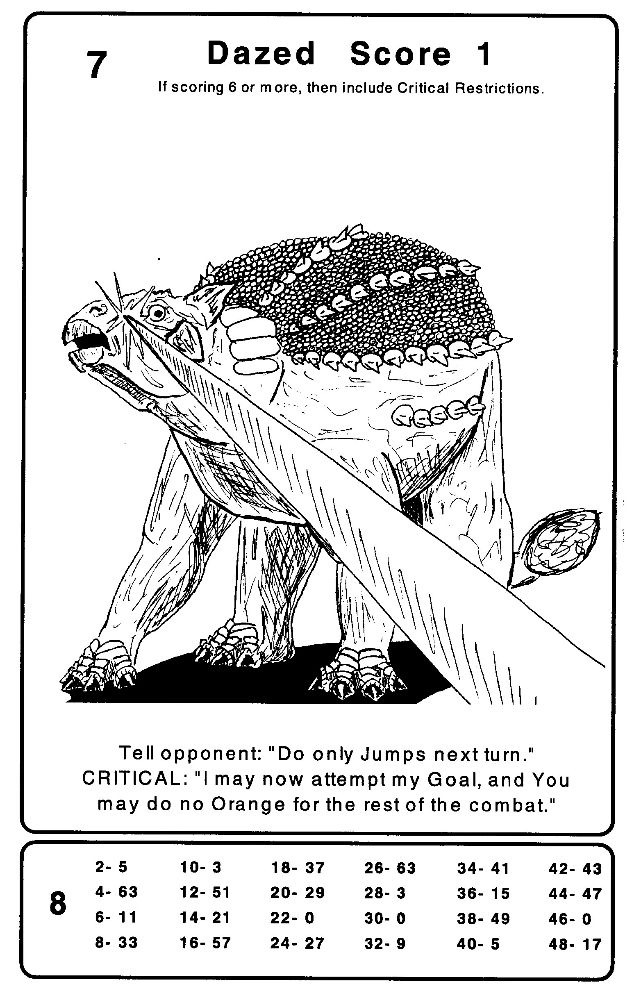 7
Dazed Score 1
If scoring 6 or more, then include Critical Restrictions.
Tell opponent: "Do only Jumps next turn."
CRITICAL: "I may now attempt my Goal, and You
may do no Orange for the rest of the combat."
8
2- 5 10- 3 18- 37 26- 63 34- 41 42- 43
4- 63 12- 51 20- 29 28- 3 36- 15 44- 47
6- 11 14- 21 22- 0 30- 0 38- 49 46- 0
8- 33 16- 57 24- 27 32- 9 40- 5 48- 17